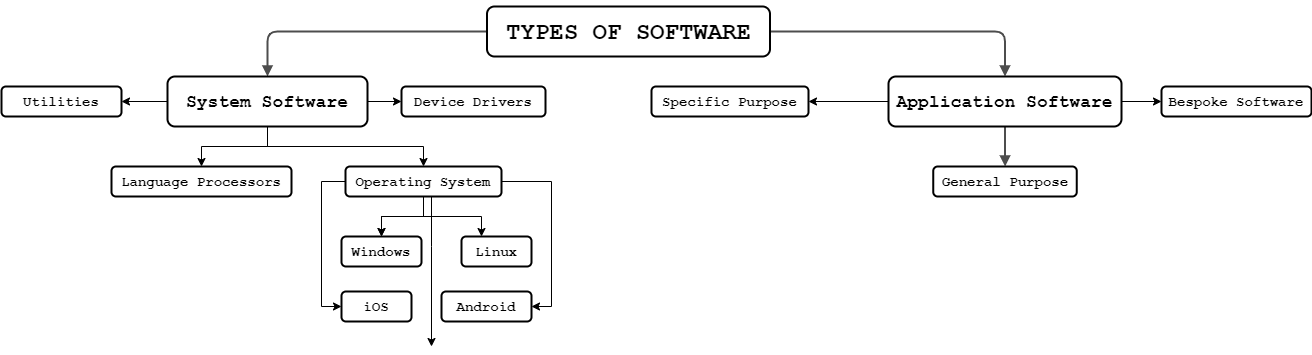 TYPES OF SOFTWARE
Utilities
System Software
Device Drivers
Specific Purpose
Application Software
Bespoke Software
Language Processors
Operating System
General Purpose
Windows
Linux
iOS
Android